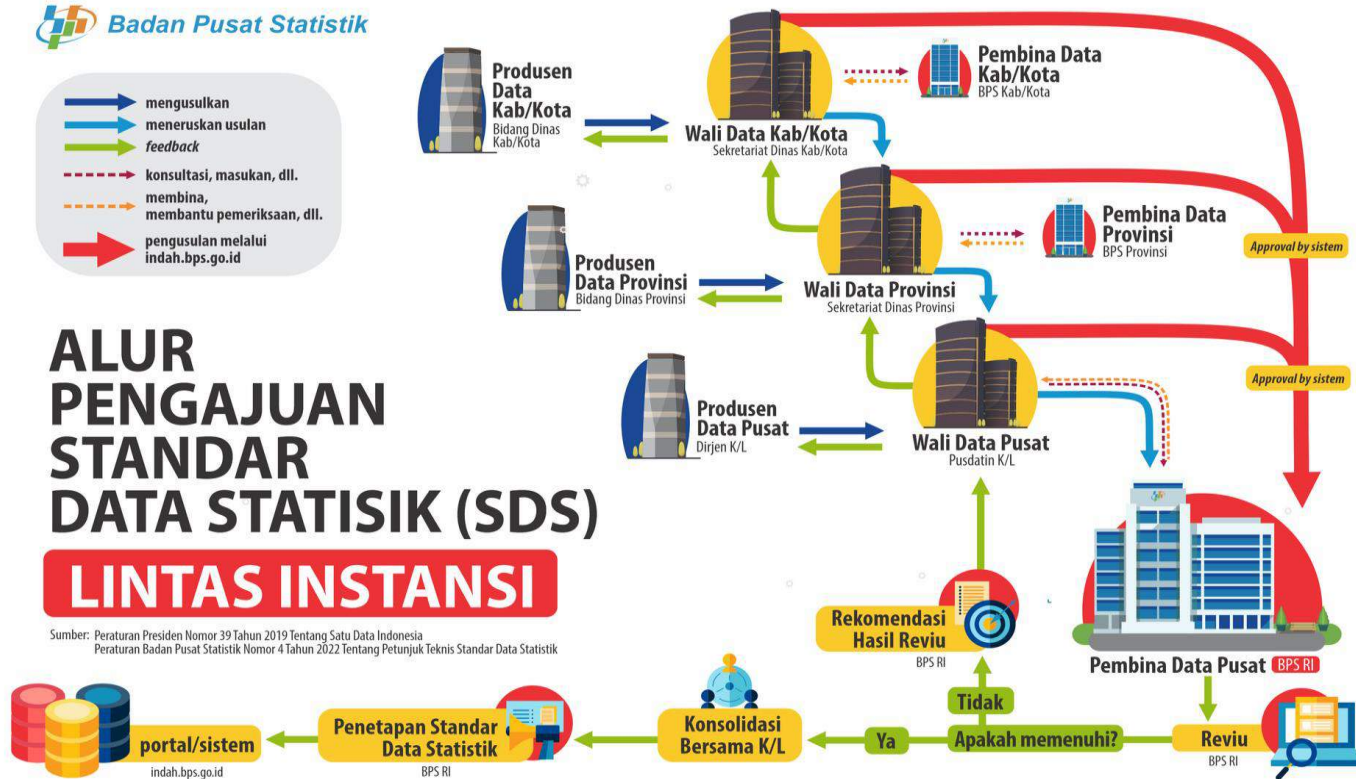 Badan Pusat Statistik
mengusulkan
meneruskan usulan
feedback
konsultasi, masukan, dll.
membina,
membantu pemeriksaan, dll.
pengusulan melalui
indah.bps.go.id
Produsen
Data
Kab/Kota
Bidang Dinas
Kab/Kota
Wali Data Kab/Kota
Sekretariat Dinas Kab/Kota
Pembina Data
Kab/Kota
BPS Kab/Kota
Produsen
Data Provinsi
Bidang Dinas Provinsi
Wali Data Provinsi
Sekretariat Dinas Provinsi
Pembina Data
Provinsi
BPS Provinsi
Approval by sistem
Produsen
Data Pusat
Dirjen K/L
Wali Data Pusat
Pusdatin K/L
Approval by sistem
ALUR
PENGAJUAN
STANDAR
DATA STATISIK (SDS)
LINTAS INSTANSI
Sumber: Peraturan Presiden Nomor 39 Tahun 2019 Tentang Satu Data Indonesia
Peraturan Badan Pusat Statistik Nomor 4 Tahun 2022 Tentang Petunjuk Teknis Standar Data Statistik
Pembina Data Pusat BPS RI
Rekomendasi
Hasil Reviu
BPS RI
Tidak
Reviu
BPS RI
Apakah memenuhi?
Ya
Konsolidasi
Bersama K/L
Penetapan Standar
Data Statistik
BPS RI
portal/sistem
indah.bps.go.id